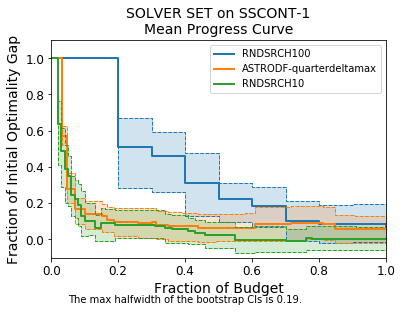 SOLVER SET on SSCONT-1
Mean Progress Curve
Fraction of Initial Optimality Gap
1.0
0.8
0.6
0.4
0.2
0.0
RNDSRCH100
ASTRODF-quarterdeltamax
RNDSRCH10
0.0 0.2 0.4 0.6 0.8 1.0
Fraction of Budget
The max halfwidth of the bootstrap CIs is 0.19.